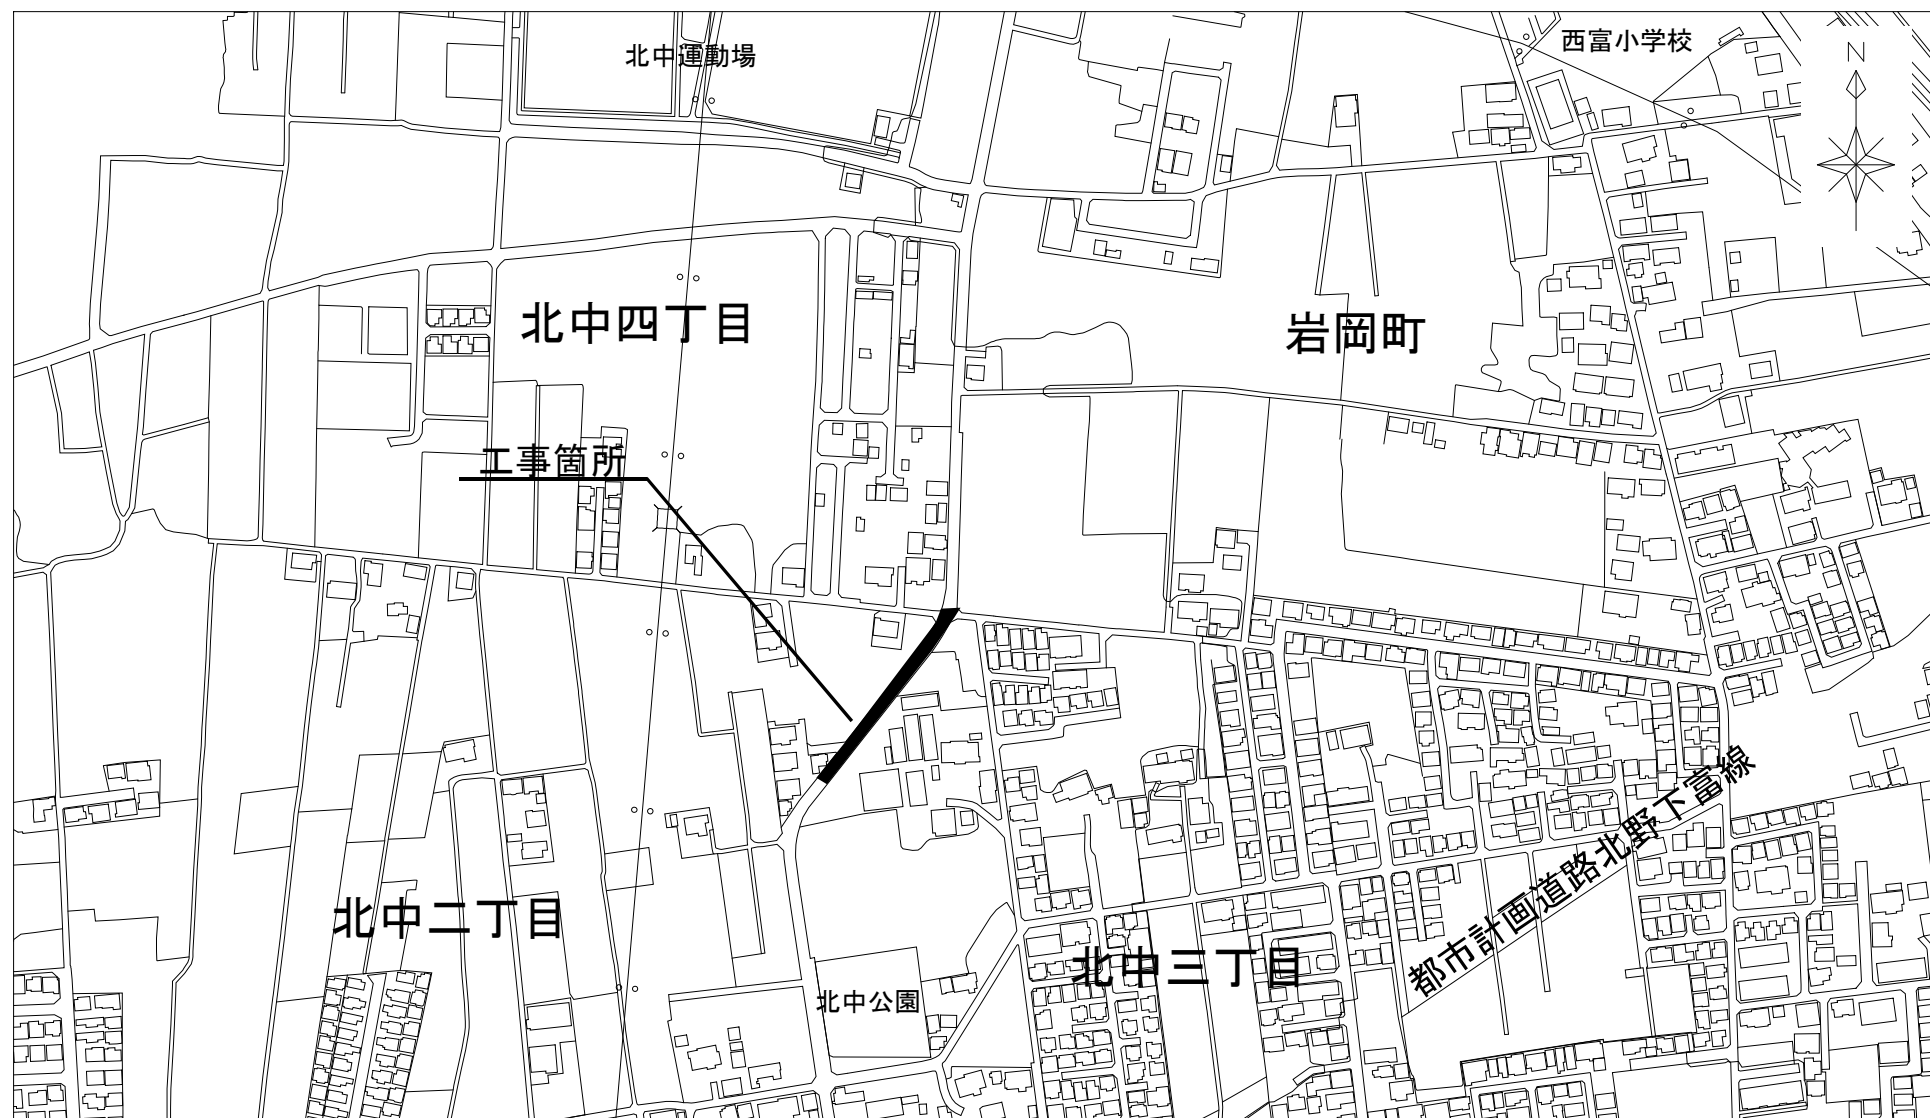 西富小学校
北中運動場
N
北中四丁目
岩岡町
工事箇所
都市計画道路北野下富線
北中二丁目
北中三丁目
北中公園